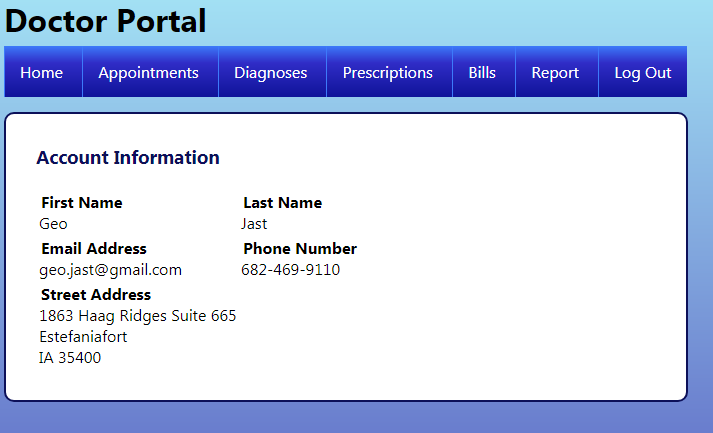 Doctor Portal
Home Appointments Diagnoses Prescriptions Bills Report Log Out
Account Information
First Name Last Name
Geo Jast
Email Address Phone Number
geo.jast@gmail.com 682-469-9110
Street Address
1863 Haag Ridges Suite 665
Estefaniafort
IA 35400